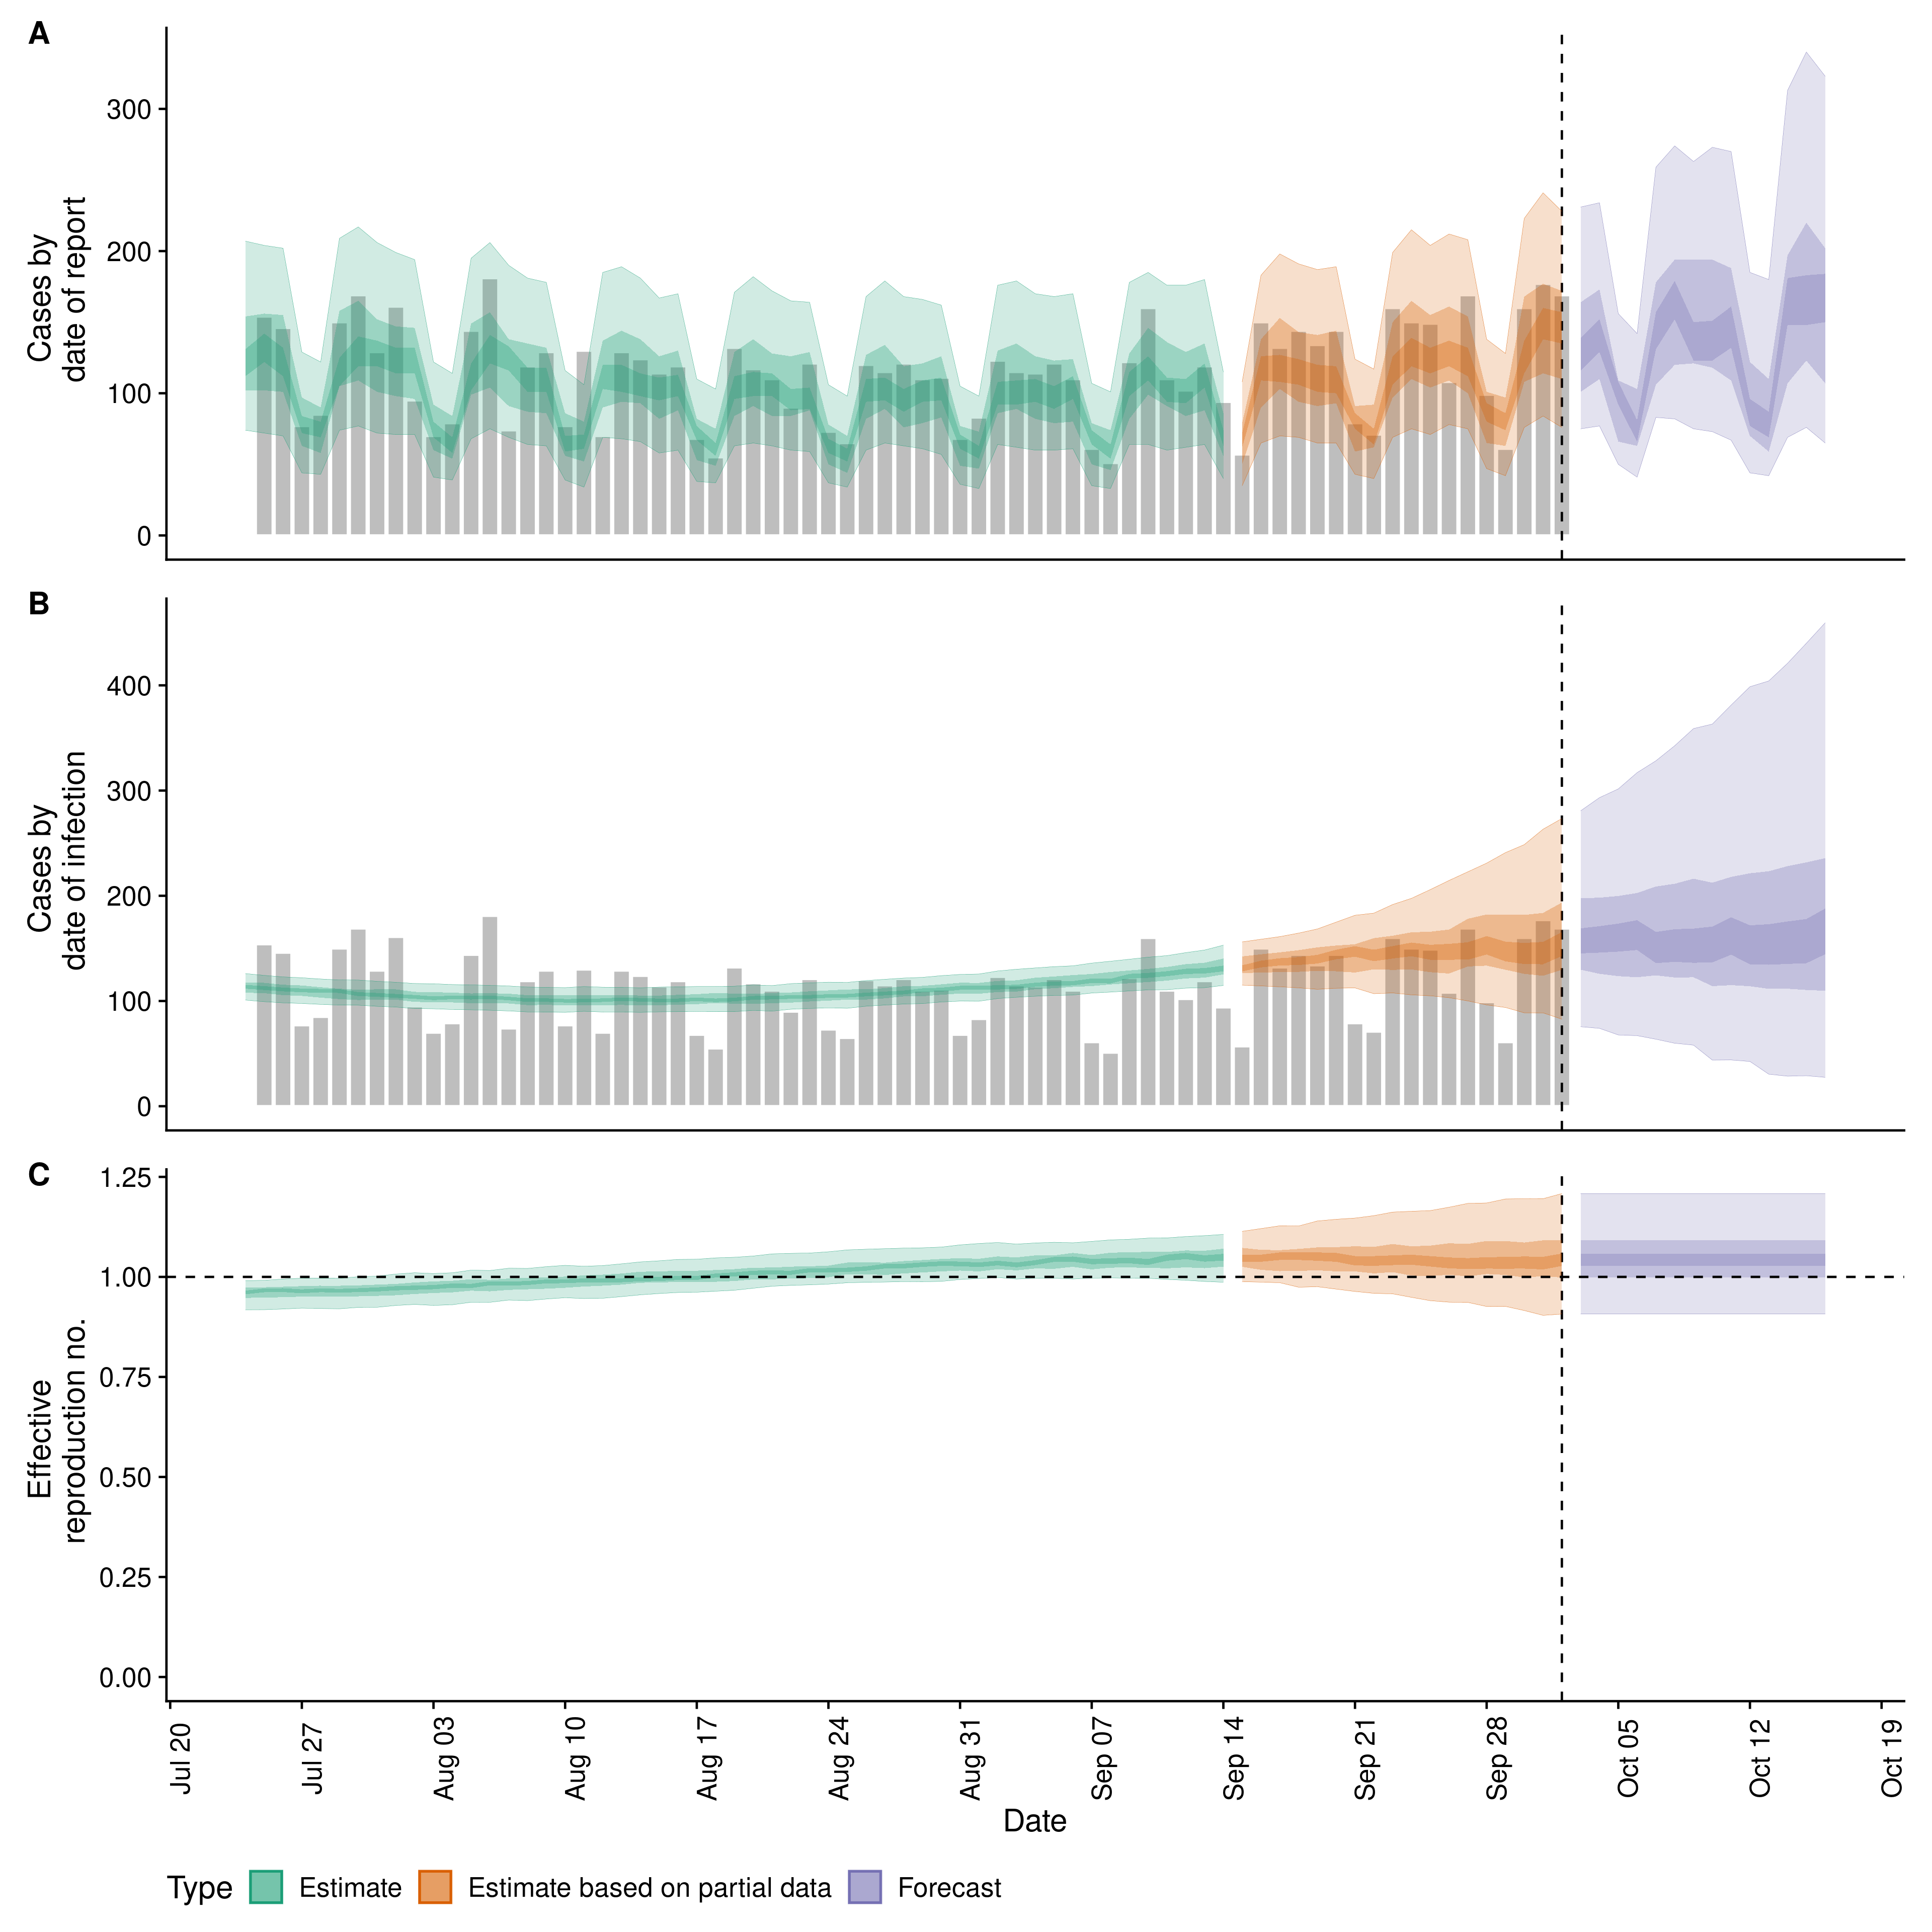 A
300
200
100
0
Cases by
date of report
B
400
300
200
100
0
Cases by
date of infection
C
1.25
1.00
0.75
0.50
0.25
0.00
Effective
reproduction no.
Jul 20
Jul 27
Aug 03
Aug 10
Aug 17
Aug 24
Aug 31
Sep 07
Sep 14
Sep 21
Sep 28
Oct 05
Oct 12
Oct 19
Date
Type Estimate Estimate based on partial data Forecast